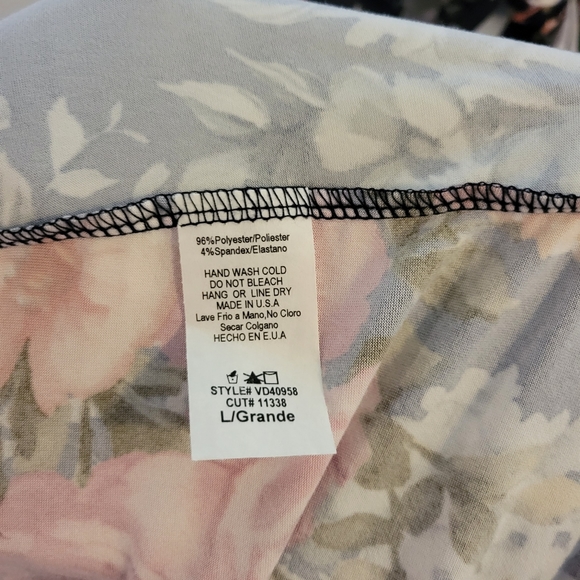 96%Polyester/Poliester
4%Spandex/Elastano
HAND WASH COLD
DO NOT BLEACH
HANG OR LINE DRY
MADE IN U.S.A
Lave Frio a Mano,No Cloro
Secar Colgano
HECHO EN E.U.A
STYLE# VD40958
CUT# 11338
L/Grande